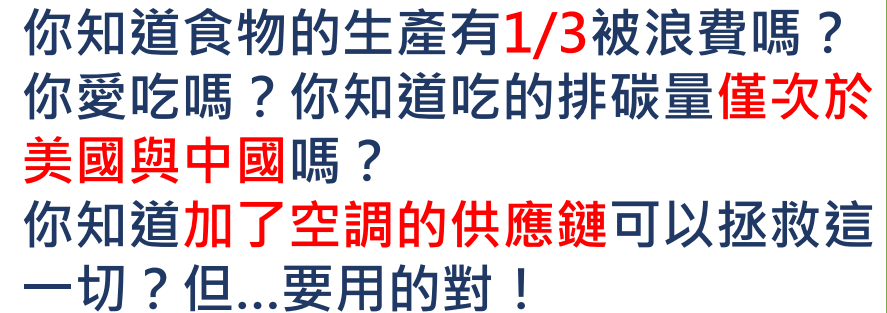 你知道食物的生產有1/3被浪費嗎？
你愛吃嗎？你知道吃的排碳量僅次於
美國與中國嗎？
你知道加了空調的供應鏈可以拯救這
一切？但…要用的對！